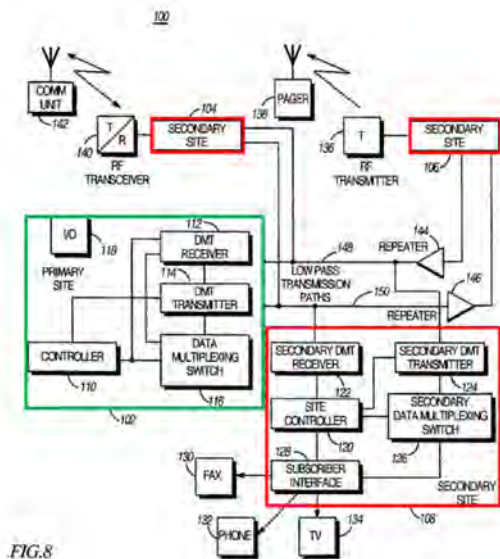 100
COMM
UNIT
142
T
R
140
RF
TRANSCEIVER
104
SECONDARY
SITE
PAGER
138
T
136
RF
TRANSMITTER
SECONDARY
SITE
106
I/O
118
PRIMARY
SITE
112
DMT
RECEIVER
114
DMT
TRANSMITTER
CONTROLLER
110
DATA
MULTIPLEXING
SWITCH
116
102
148
LOW PASS
TRANSMISSION
PATHS
150
REPEATER
144
REPEATER
146
SECONDARY DMT
RECEIVER
122
SECONDARY DMT
TRANSMITTER
124
SITE
CONTROLLER
120
SECONDARY
DATA MULTIPLEXING
SWITCH
126
128
SUBSCRIBER
INTERFACE
SECONDARY
SITE
108
130
FAX
132
PHONE
TV
134
FIG.8